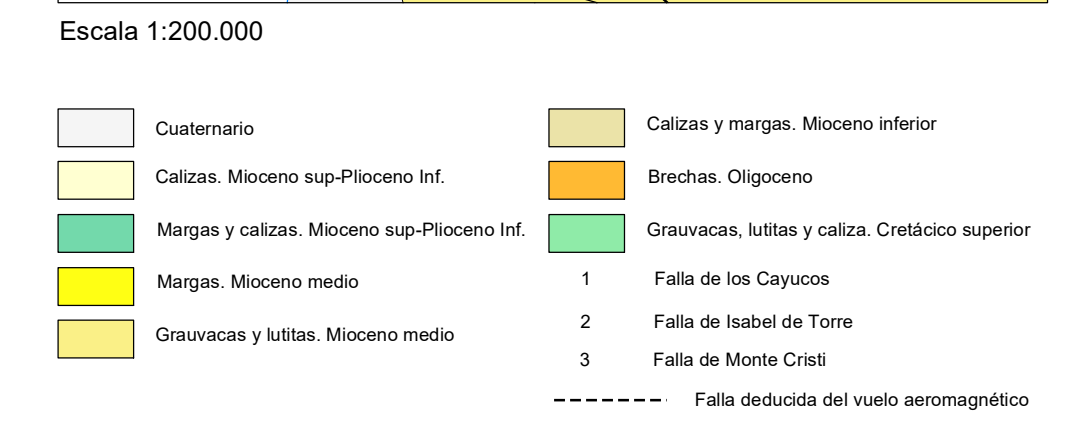 Escala 1:200.000
Cuaternario
Calizas. Mioceno sup-Plioceno Inf.
Margas y calizas. Mioceno sup-Plioceno Inf.
Margas. Mioceno medio
Grauvacas y lutitas. Mioceno medio
Calizas y margas. Mioceno inferior
Brechas. Oligoceno
Grauvacas, lutitas y caliza. Cretácico superior
1 Falla de los Cayucos
2 Falla de Isabel de Torre
3 Falla de Monte Cristi
Falla deducida del vuelo aeromagnético